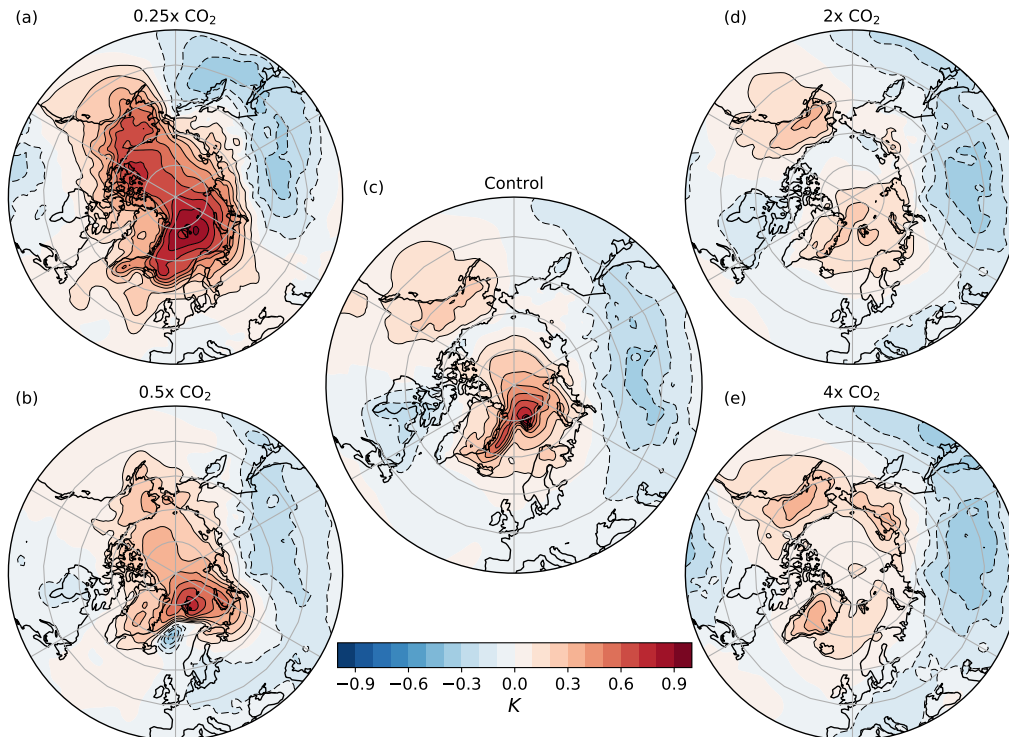 (a)
0.25x CO₂
(b)
0.5x CO₂
(c)
Control
(d)
2x CO₂
(e)
4x CO₂
−0.9 −0.6 −0.3 0.0 0.3 0.6 0.9
K